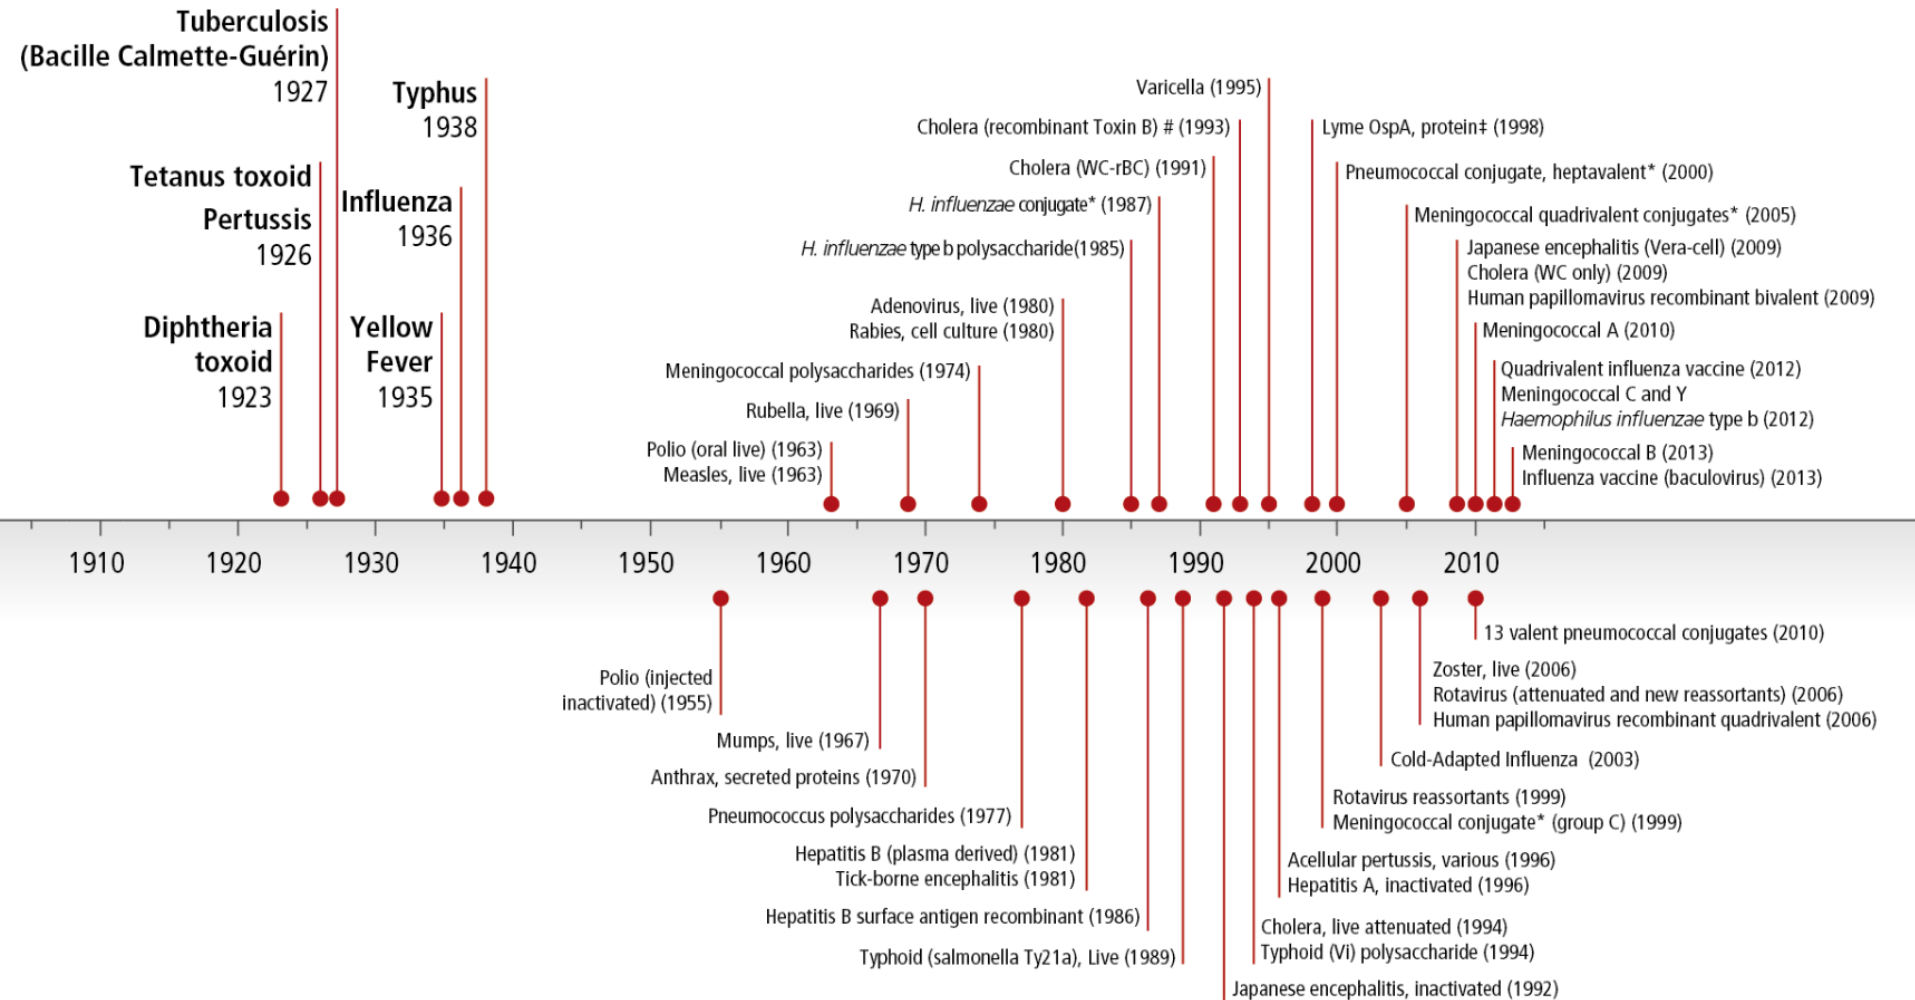 Tuberculosis
(Bacille Calmette-Guérin)
1927
Typhus
1938
Tetanus toxoid
Pertussis
1926
Influenza
1936
Diphtheria
toxoid
1923
Yellow
Fever
1935
Varicella (1995)
Cholera (recombinant Toxin B) # (1993)
Cholera (WC-rBC) (1991)
H. influenzae conjugate* (1987)
H. influenzae type b polysaccharide(1985)
Adenovirus, live (1980)
Rabies, cell culture (1980)
Meningococcal polysaccharides (1974)
Rubella, live (1969)
Polio (oral live) (1963)
Measles, live (1963)
Lyme OspA, protein‡ (1998)
Pneumococcal conjugate, heptavalent* (2000)
Meningococcal quadrivalent conjugates* (2005)
Japanese encephalitis (Vera-cell) (2009)
Cholera (WC only) (2009)
Human papillomavirus recombinant bivalent (2009)
Meningococcal A (2010)
Quadrivalent influenza vaccine (2012)
Meningococcal C and Y
Haemophilus influenzae type b (2012)
Meningococcal B (2013)
Influenza vaccine (baculovirus) (2013)
1910 1920 1930 1940 1950 1960 1970 1980 1990 2000 2010
Polio (injected
inactivated) (1955)
Mumps, live (1967)
Anthrax, secreted proteins (1970)
Pneumococcus polysaccharides (1977)
Hepatitis B (plasma derived) (1981)
Tick-borne encephalitis (1981)
Hepatitis B surface antigen recombinant (1986)
Typhoid (salmonella Ty21a), Live (1989)
13 valent pneumococcal conjugates (2010)
Zoster, live (2006)
Rotavirus (attenuated and new reassortants) (2006)
Human papillomavirus recombinant quadrivalent (2006)
Cold-Adapted Influenza (2003)
Rotavirus reassortants (1999)
Meningococcal conjugate* (group C) (1999)
Acellular pertussis, various (1996)
Hepatitis A, inactivated (1996)
Cholera, live attenuated (1994)
Typhoid (Vi) polysaccharide (1994)
Japanese encephalitis, inactivated (1992)